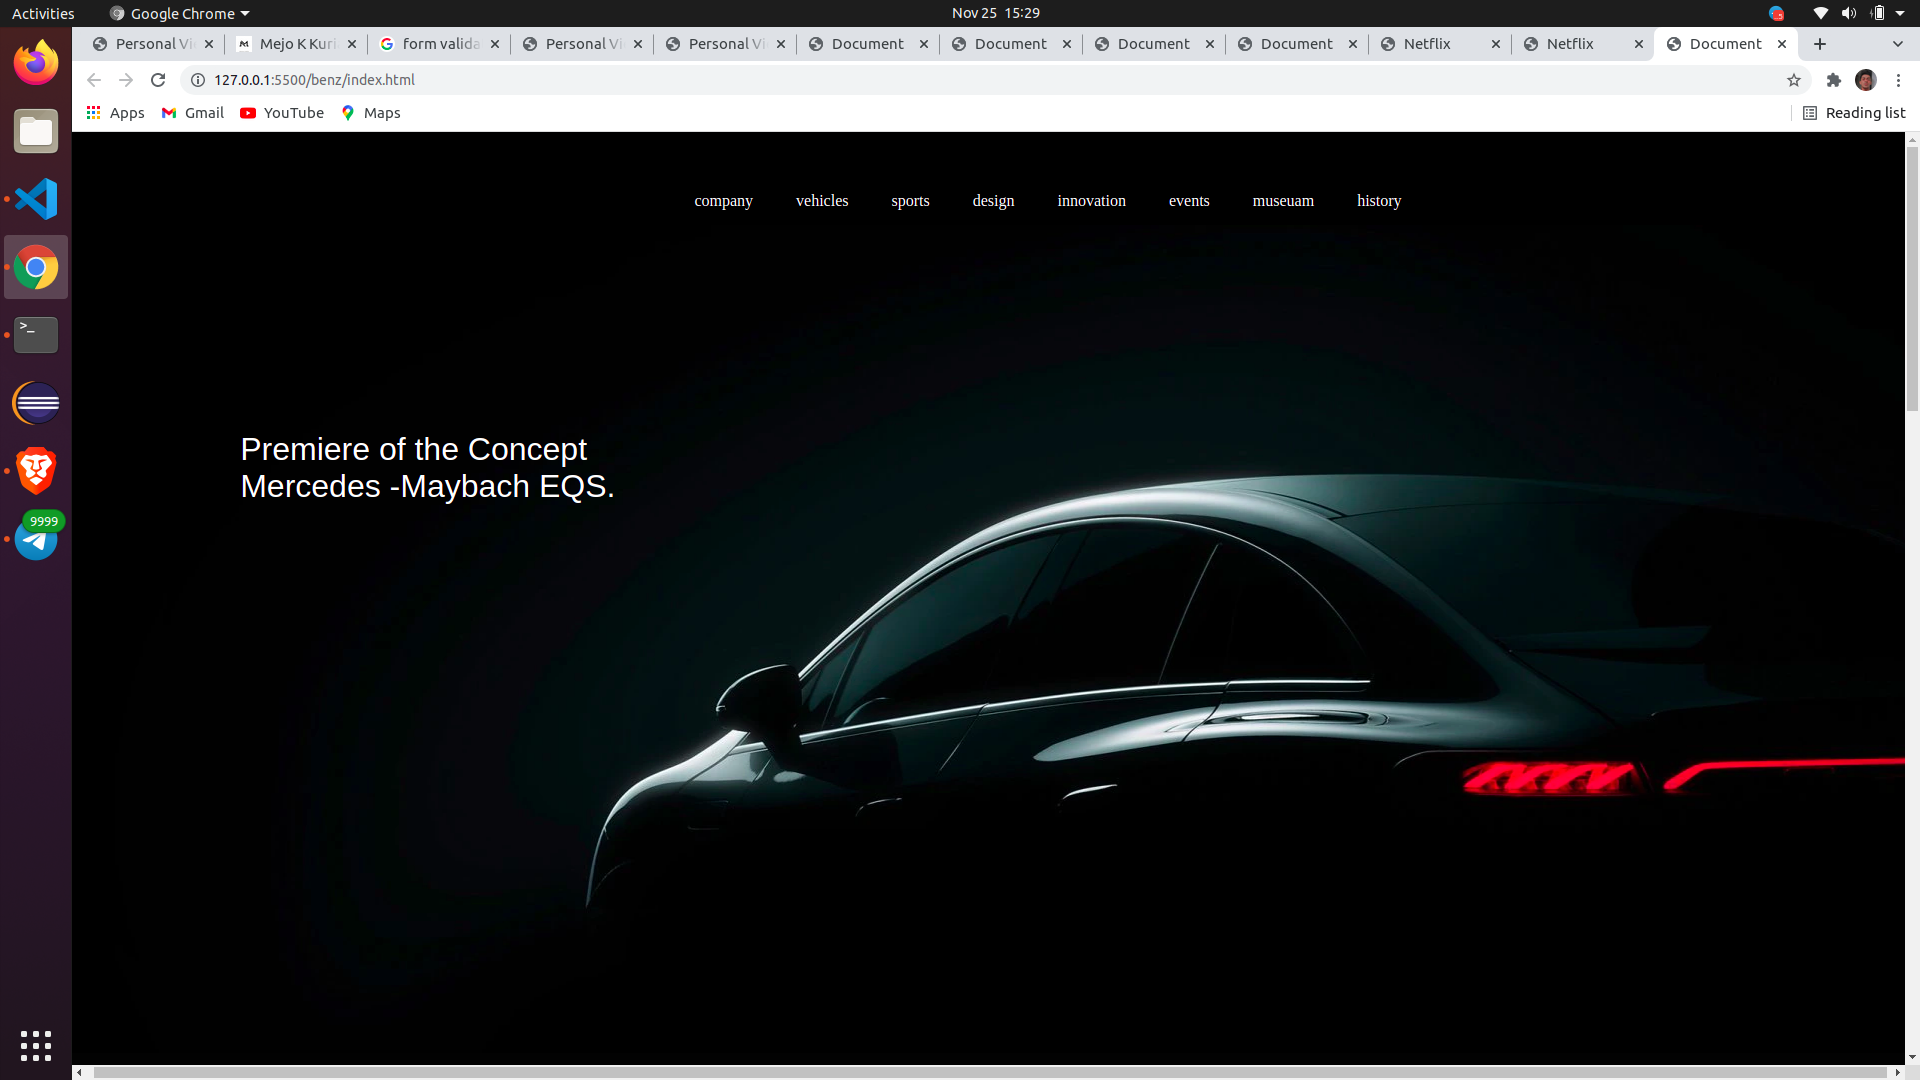 Activities
Google Chrome
Nov 25 15:29
Personal Vi
Mejo K Kuri
form valida
Personal Vi
Personal Vi
Document
Document
Document
Document
Netflix
Netflix
Document
127.0.0.1:5500/benz/index.html
Apps
Gmail
YouTube
Maps
Reading list
company
vehicles
sports
design
innovation
events
museuam
history
Premiere of the Concept
Mercedes -Maybach EQS.
9999